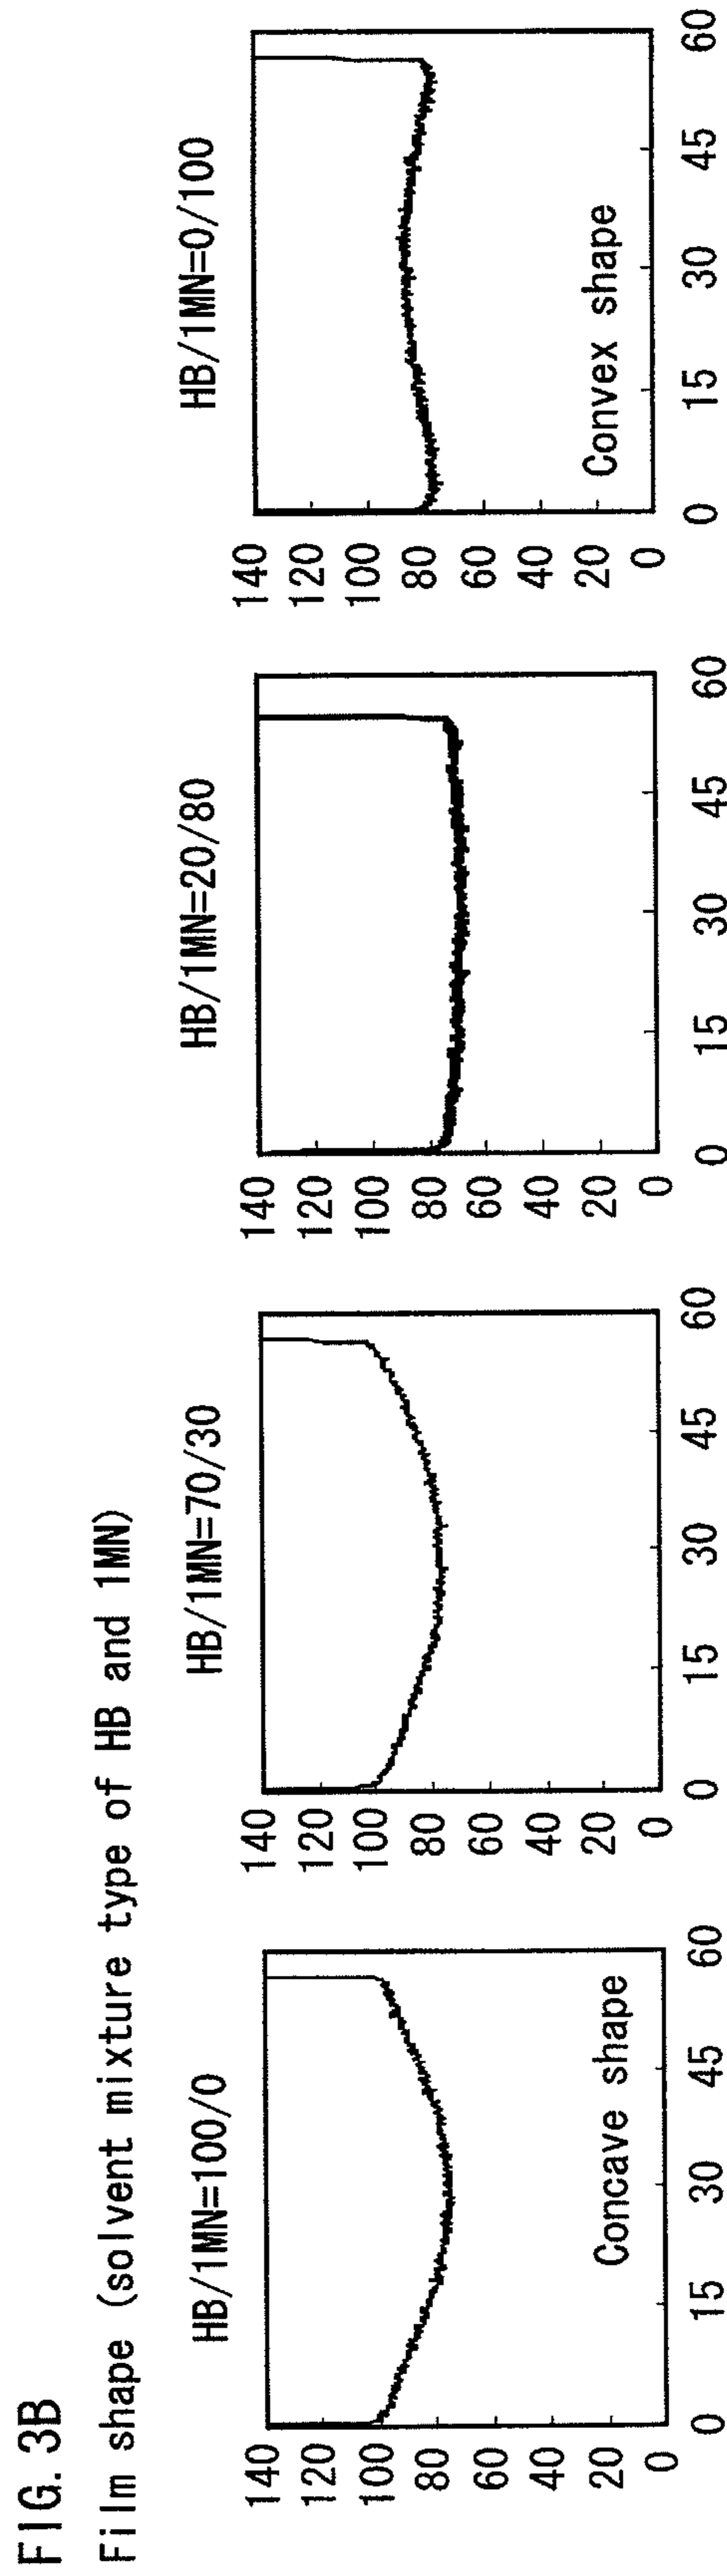 FIG. 3B
Film shape (solvent mixture type of HB and 1MN)
HB/1MN=100/0
140
120
100
80
60
40
20
0
Concave shape
0 15 30 45 60
HB/1MN=70/30
140
120
100
80
60
40
20
0
0 15 30 45 60
HB/1MN=20/80
140
120
100
80
60
40
20
0
0 15 30 45 60
HB/1MN=0/100
140
120
100
80
60
40
20
0
Convex shape
0 15 30 45 60